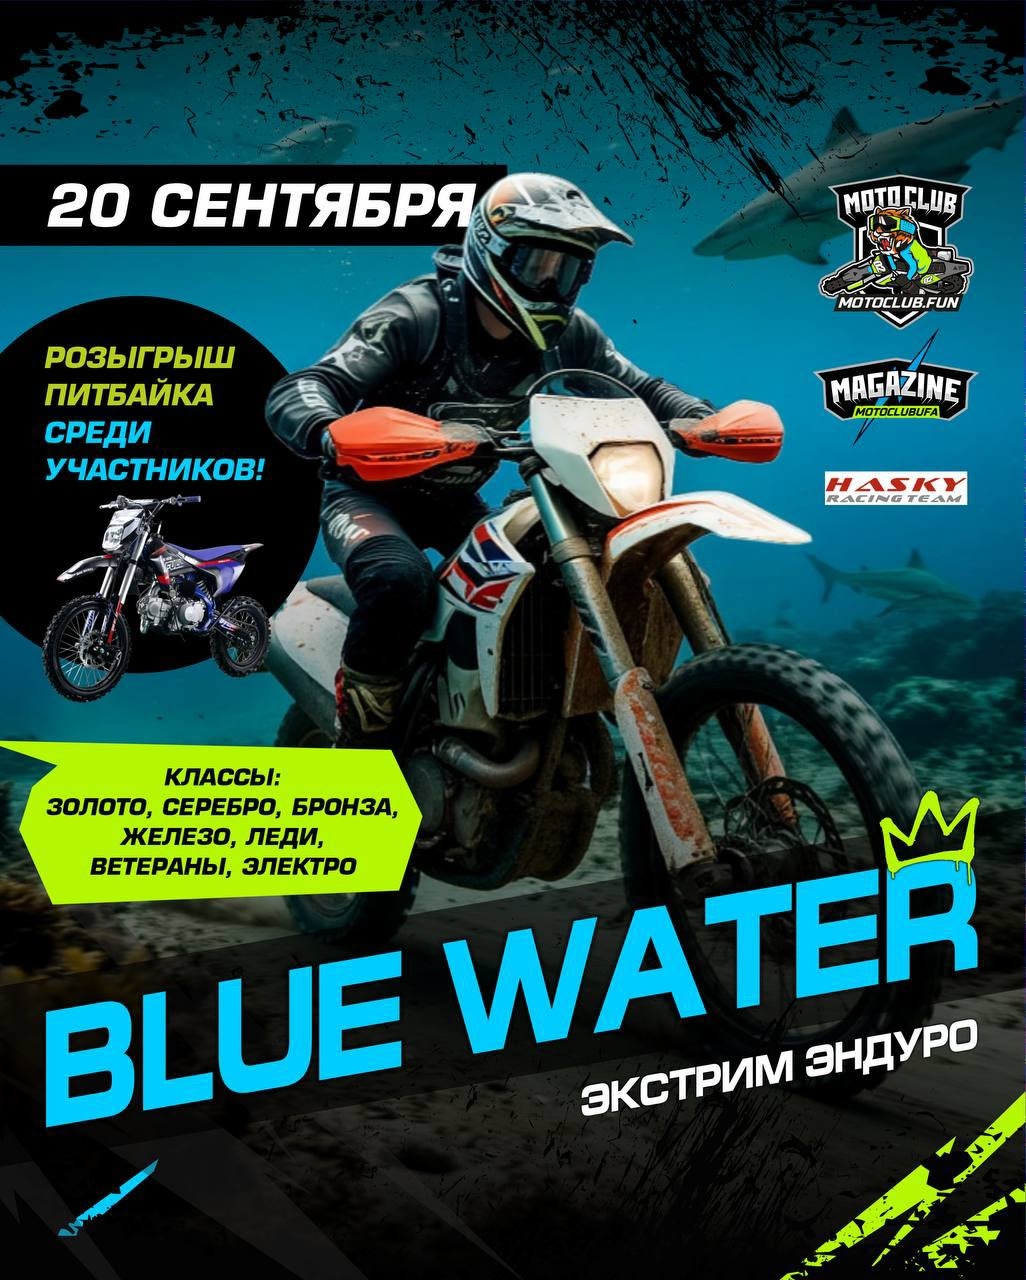 20 СЕНТЯБРЯ
MOTO CLUB
MOTOCLUB.FUN
РОЗЫГРЫШ
ПИТБАЙКА
СРЕДИ
УЧАСТНИКОВ!
MAGAZINE
MOTOCLUBUFA
HASKY
RACING TEAM
КЛАССЫ:
ЗОЛОТО, СЕРЕБРО, БРОНЗА,
ЖЕЛЕЗО, ЛЕДИ,
ВЕТЕРАНЫ, ЭЛЕКТРО
BLUE WATER
ЭКСТРИМ ЭНДУРО